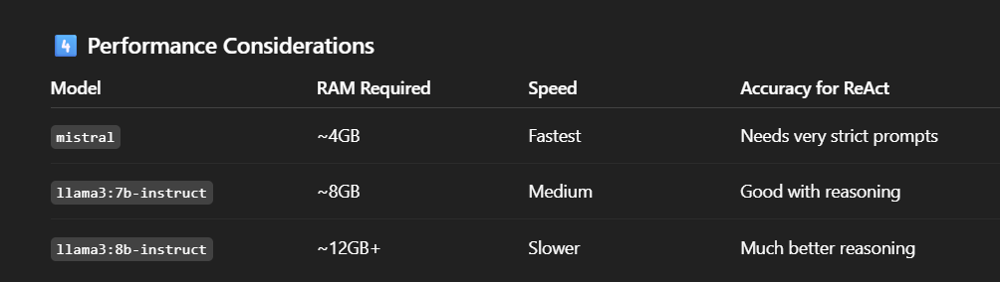 4 Performance Considerations
Model RAM Required Speed Accuracy for ReAct
mistral ~4GB Fastest Needs very strict prompts
llama3:7b-instruct ~8GB Medium Good with reasoning
llama3:8b-instruct ~12GB+ Slower Much better reasoning